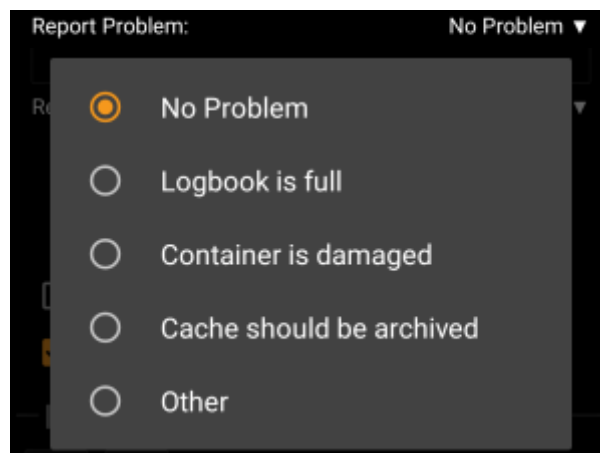 Report Problem: No Problem ▼
No Problem
Logbook is full
Container is damaged
Cache should be archived
Other